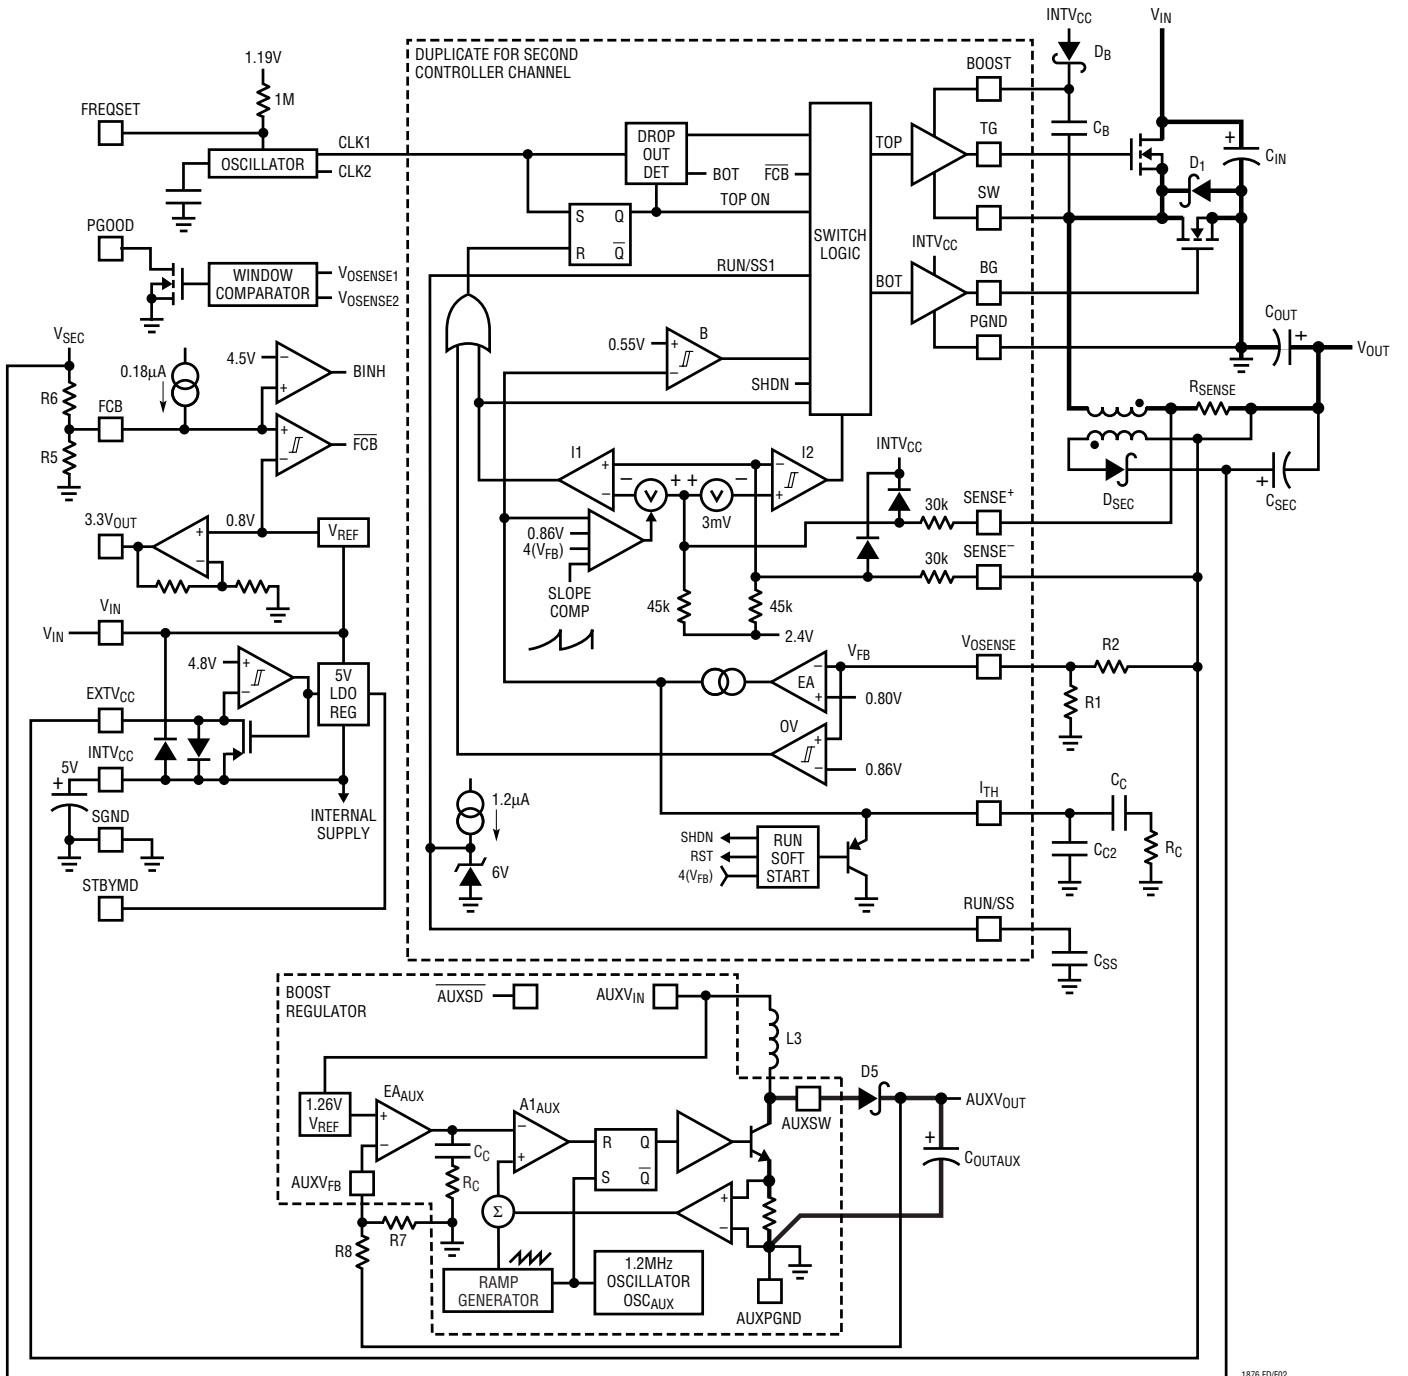 INTVCC
VIN
DUPLICATE FOR SECOND
CONTROLLER CHANNEL
DB
1.19V
1M
FREQSET
OSCILLATOR
CLK1
CLK2
DROP
OUT
DET
BOT
FCB
TOP ON
S Q
R Q
SWITCH
LOGIC
TOP
BOOST
TG
SW
CB
CIN
D1
+
PGOOD
WINDOW
COMPARATOR
VOSENSE1
VOSENSE2
RUN/SS1
INTVCC
BOT
BG
PGND
COUT
+
VOUT
VSEC
R6
R5
FCB
0.18µA
4.5V
−
+
BINH
+
−
FCB
0.55V
+
−
B
SHDN
RSENSE
DSEC
+
CSEC
I1
+
−
−
V
+ +
V
−
3mV
I2
−
+
INTVCC
30k
SENSE+
30k
SENSE−
0.86V
4(VFB)
SLOPE
COMP
45k
45k
2.4V
3.3VOUT
0.8V
+
−
VREF
VIN
VIN
4.8V
+
−
5V
LDO
REG
EXTVCC
INTVCC
5V
+
SGND
INTERNAL
SUPPLY
STBYMD
VFB
VOSENSE
R2
R1
−
EA
+
0.80V
OV
+
−
0.86V
1.2µA
6V
ITH
CC
CC2
RC
SHDN
RST
4(VFB)
RUN
SOFT
START
RUN/SS
CSS
BOOST
REGULATOR
AUXSD
AUXVIN
L3
1.26V
VREF
EAAUX
+
−
A1AUX
−
+
CC
RC
R Q
S Q
AUXSW
D5
AUXVOUT
+
COUTAUX
AUXVFB
R7
R8
Σ
+
−
RAMP
GENERATOR
1.2MHz
OSCILLATOR
OSCAUX
AUXPGND
1876 FD/F02